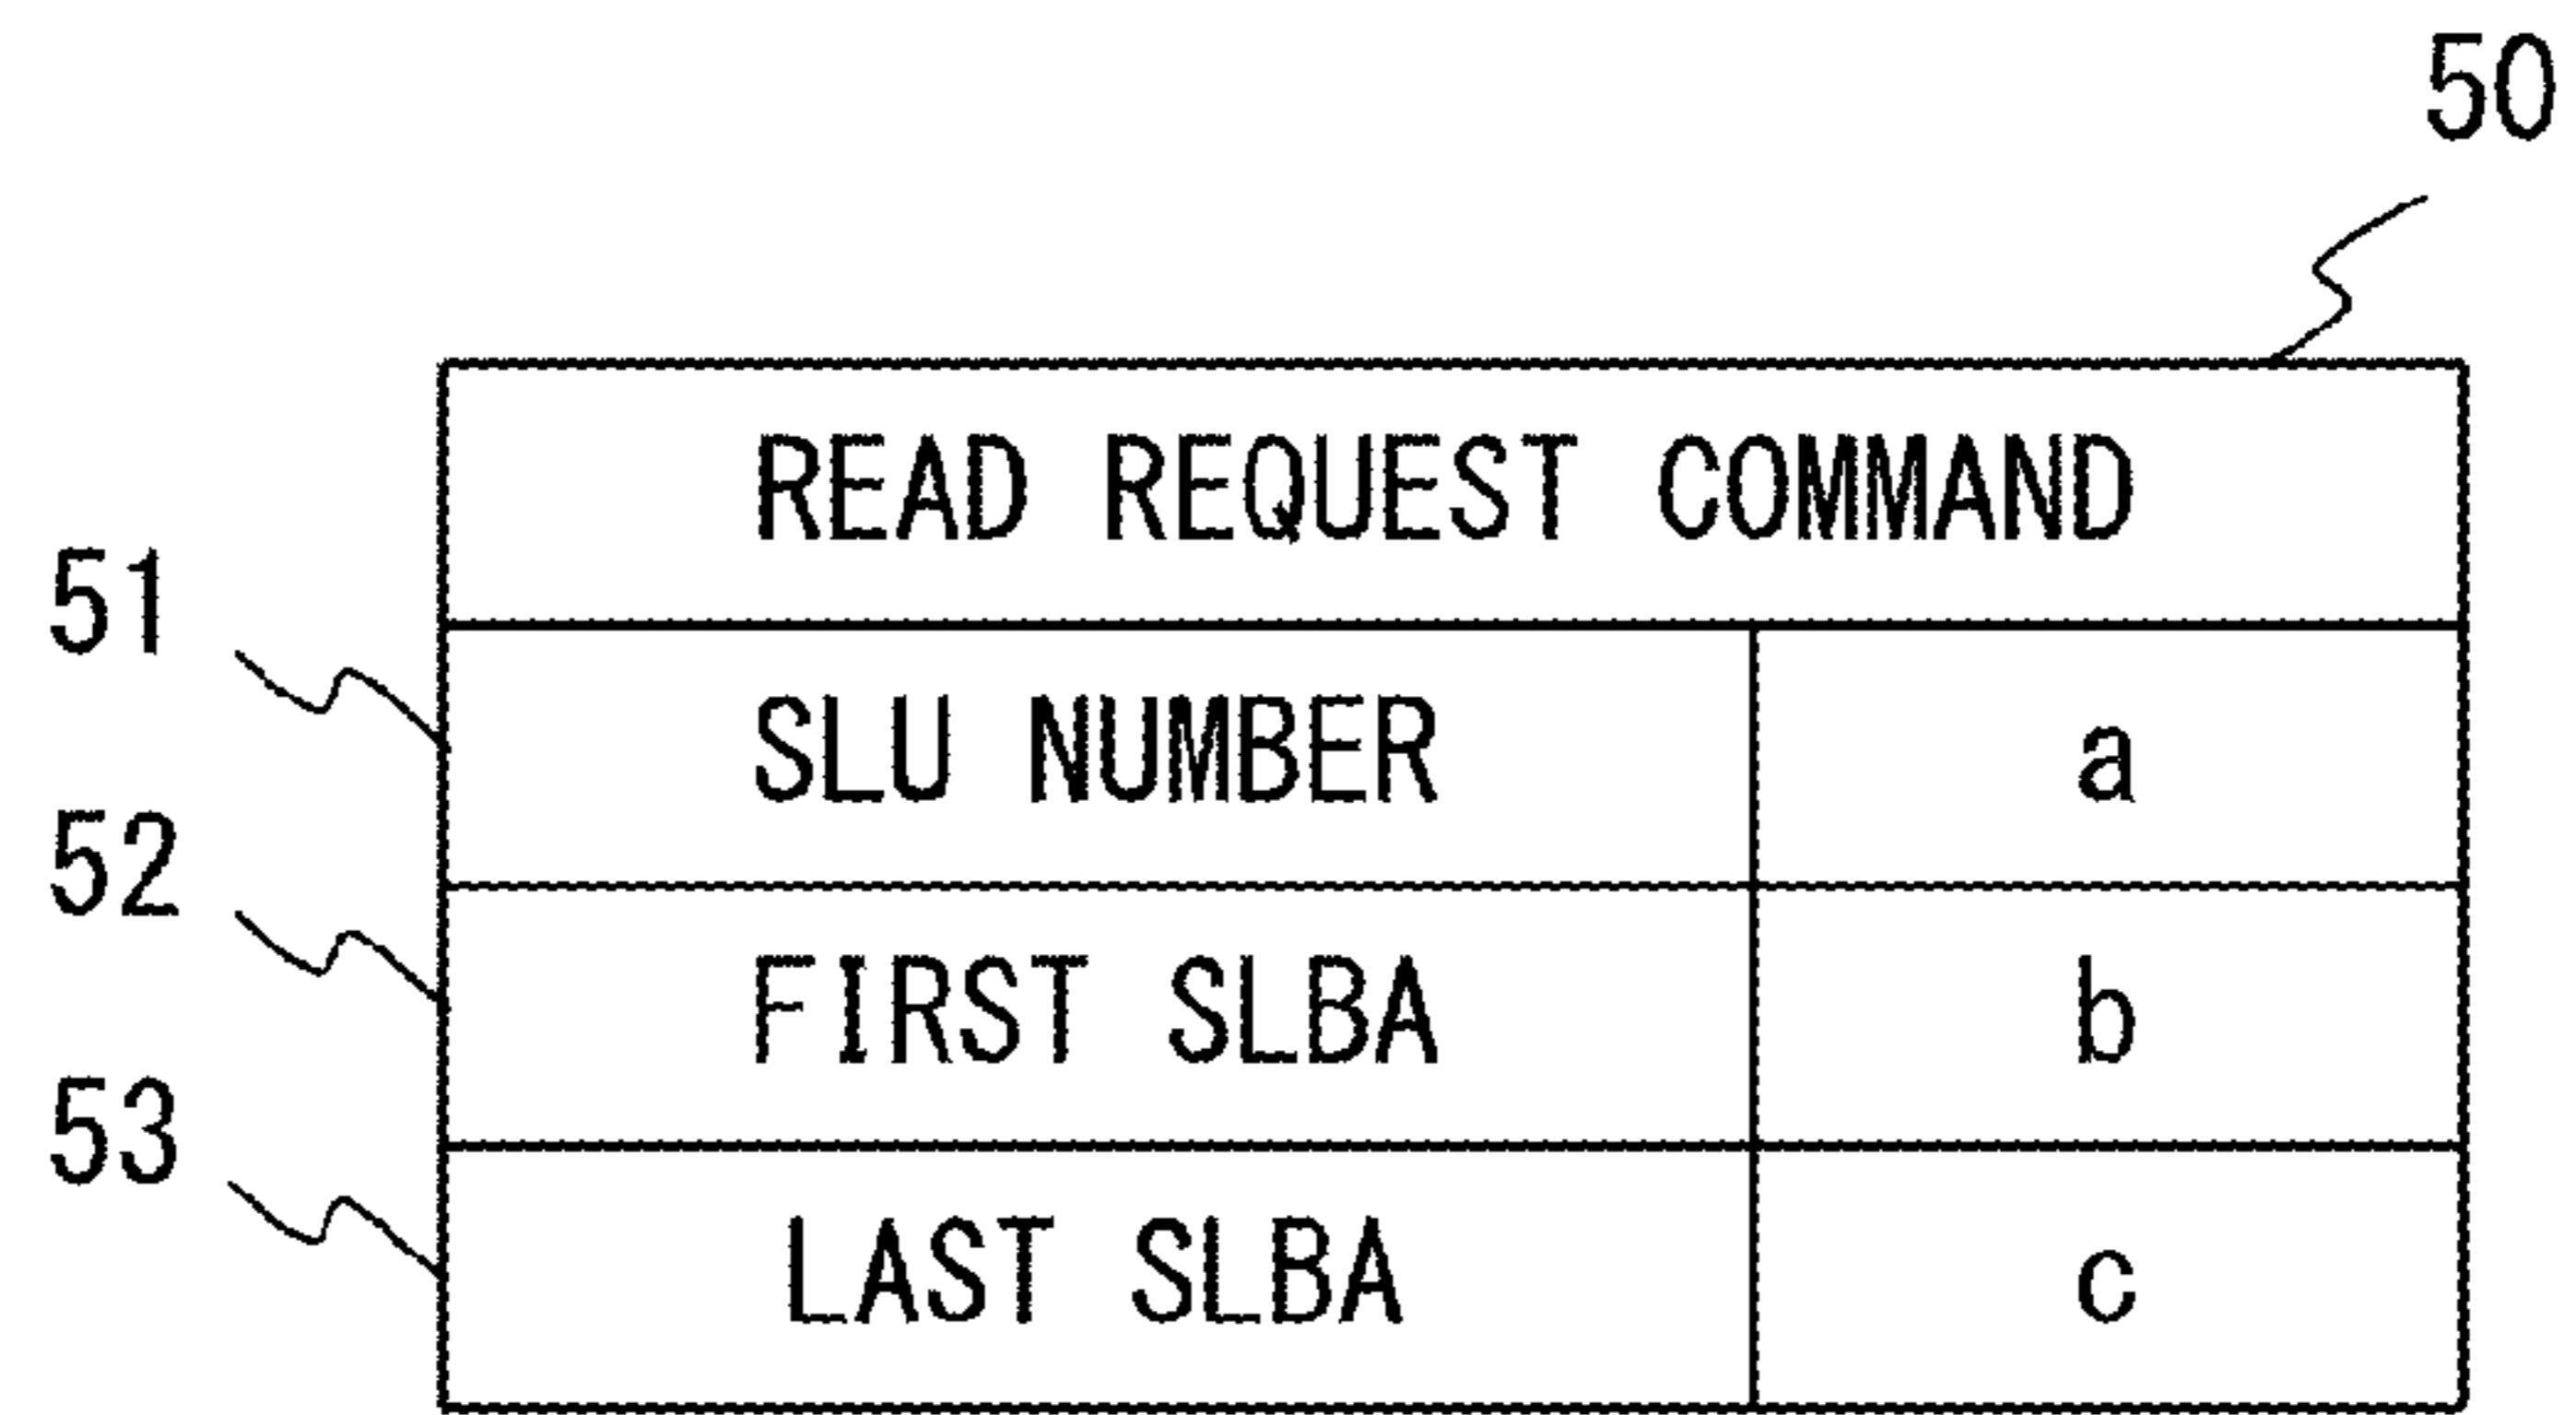 50
READ REQUEST COMMAND
51
SLU NUMBER a
52
FIRST SLBA b
53
LAST SLBA c